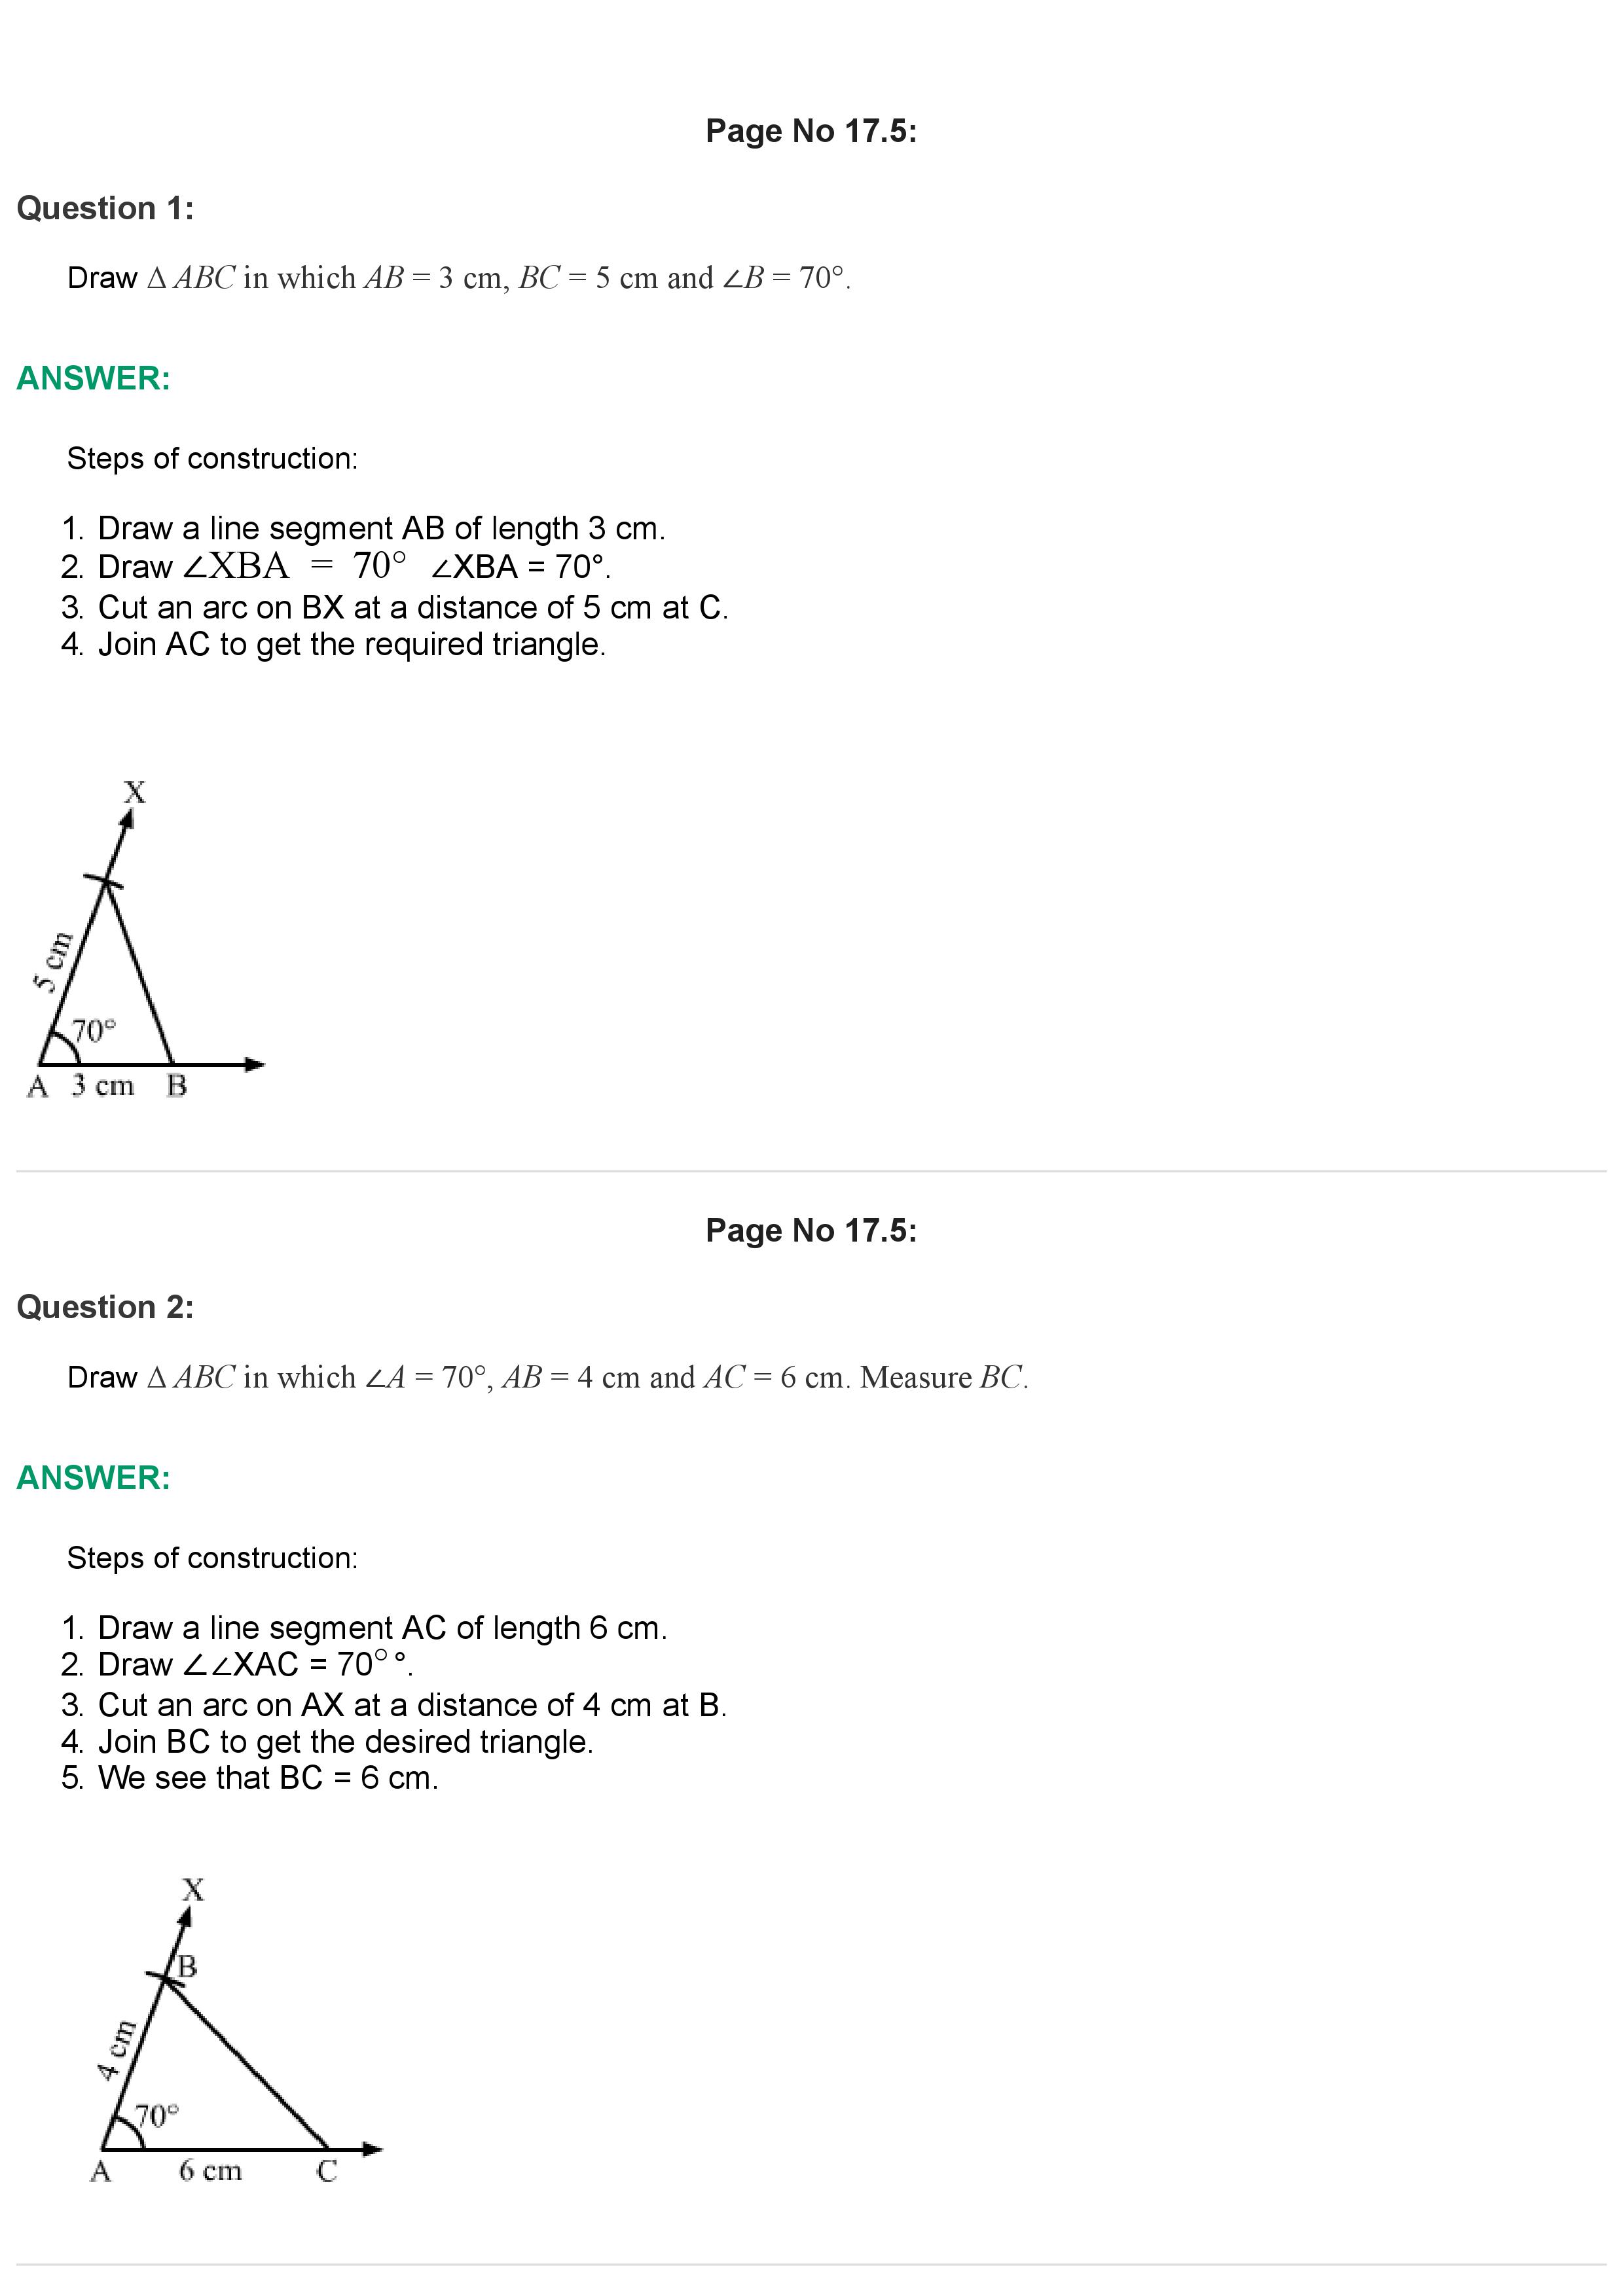 Page No 17.5:
Question 1:
Draw Δ ABC in which AB = 3 cm, BC = 5 cm and ∠B = 70°.
ANSWER:
Steps of construction:
1. Draw a line segment AB of length 3 cm.
2. Draw ∠XBA = 70° ∠XBA = 70°.
3. Cut an arc on BX at a distance of 5 cm at C.
4. Join AC to get the required triangle.
X
5 cm
70°
A 3 cm B
Page No 17.5:
Question 2:
Draw Δ ABC in which ∠A = 70°, AB = 4 cm and AC = 6 cm. Measure BC.
ANSWER:
Steps of construction:
1. Draw a line segment AC of length 6 cm.
2. Draw ∠∠XAC = 70°°.
3. Cut an arc on AX at a distance of 4 cm at B.
4. Join BC to get the desired triangle.
5. We see that BC = 6 cm.
X
B
4 cm
70°
A 6 cm C